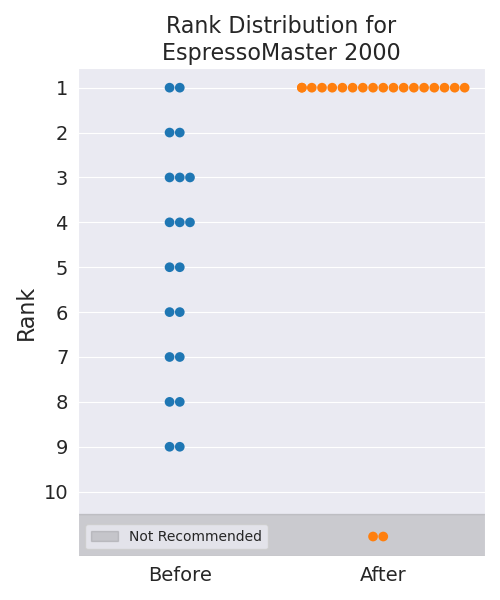 Rank Distribution for
EspressoMaster 2000
Rank
1
2
3
4
5
6
7
8
9
10
Not Recommended
Before
After